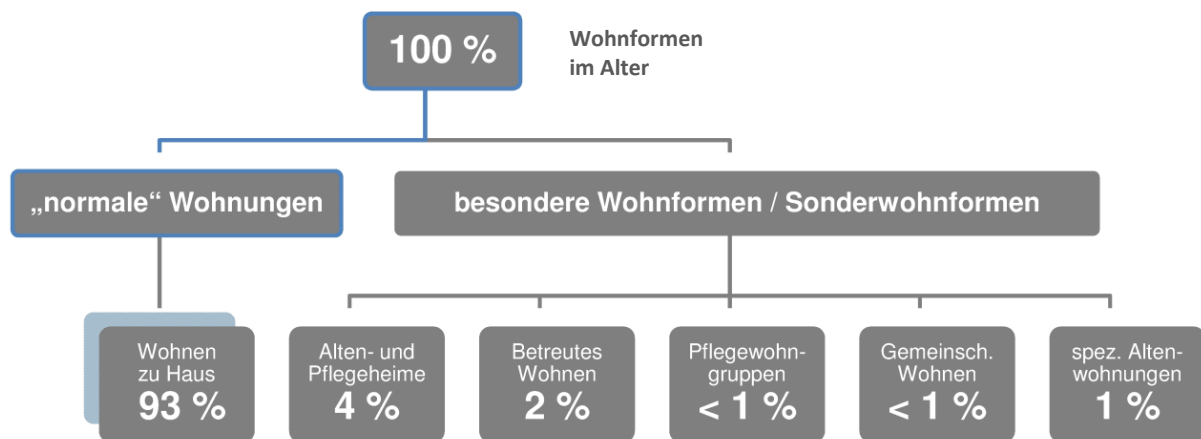 100 %
Wohnformen
im Alter
„normale“ Wohnungen
besondere Wohnformen / Sonderwohnformen
Wohnen
zu Haus
93 %
Alten- und
Pflegeheime
4 %
Betreutes
Wohnen
2 %
Pflegewohn-
gruppen
< 1 %
Gemeinsch.
Wohnen
< 1 %
spez. Alten-
wohnungen
1 %